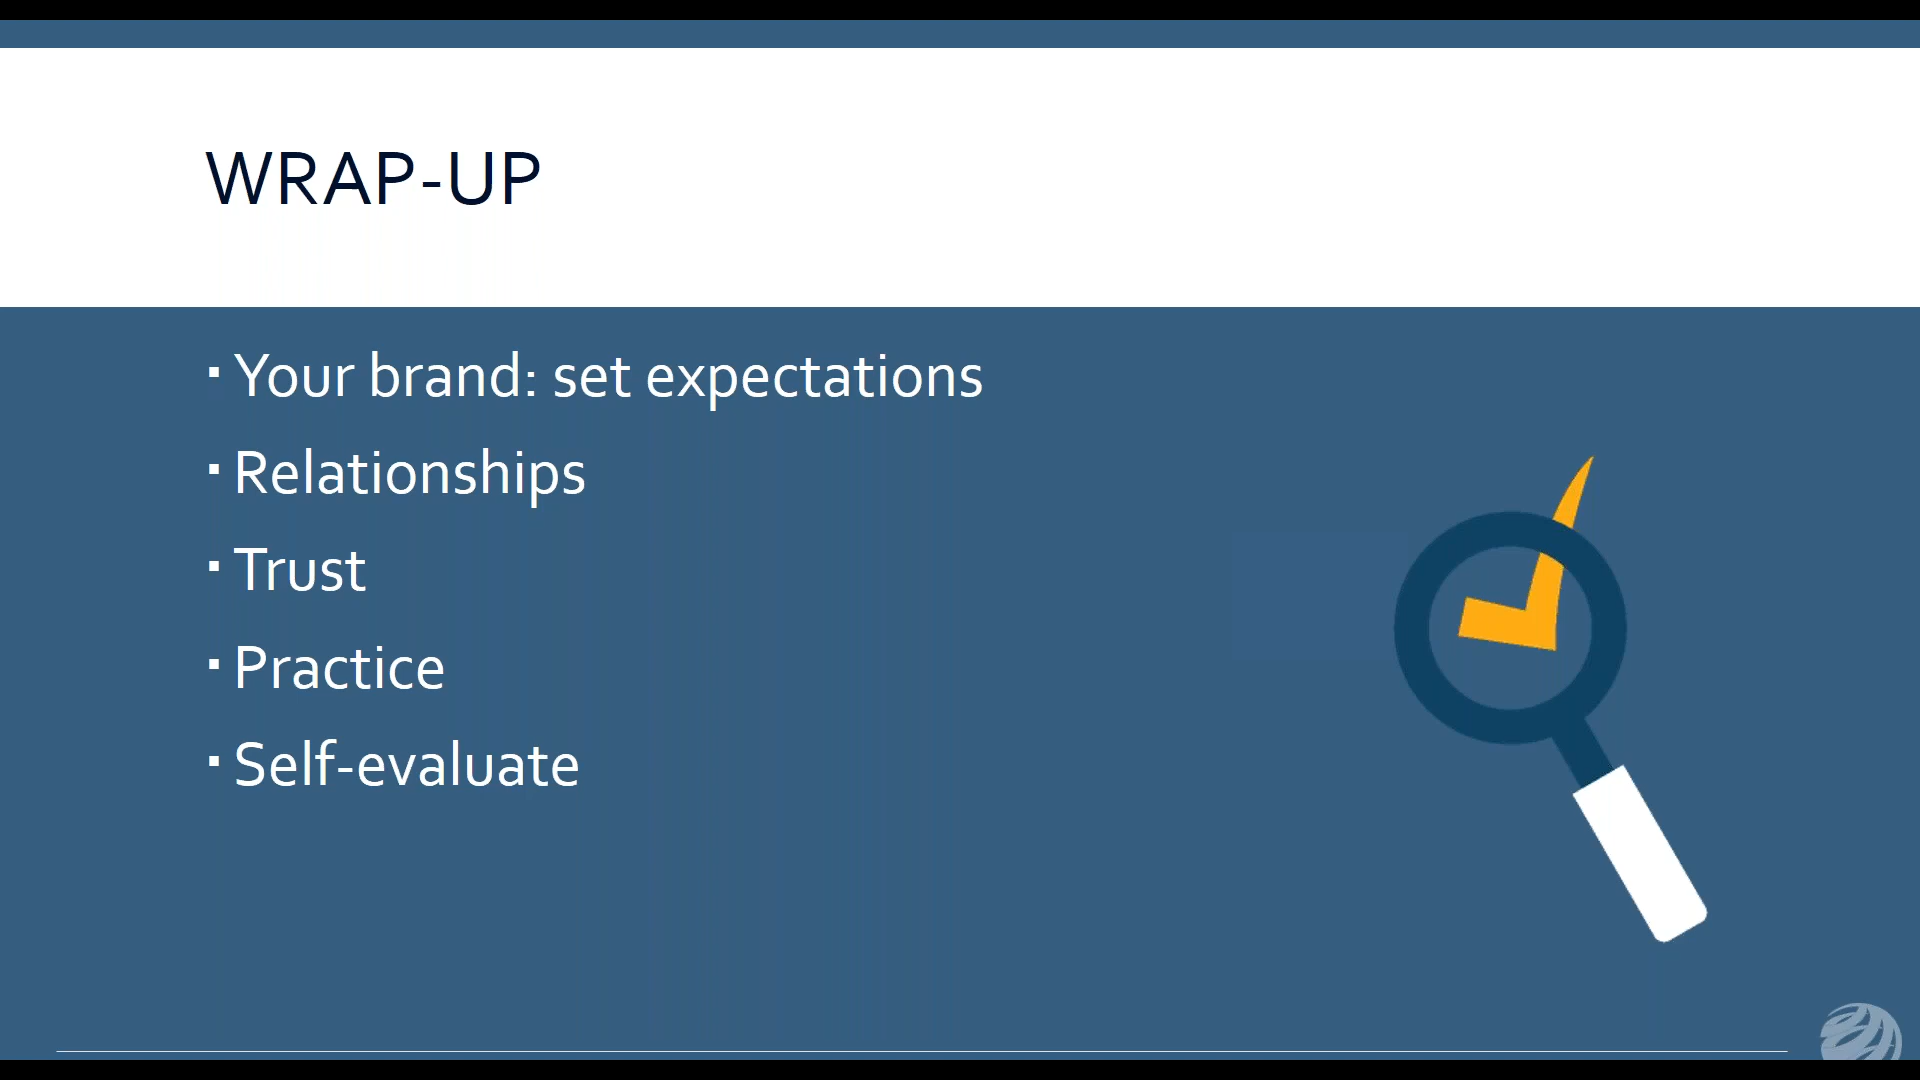 WRAP-UP
▪ Your brand: set expectations
▪ Relationships
▪ Trust
▪ Practice
▪ Self-evaluate